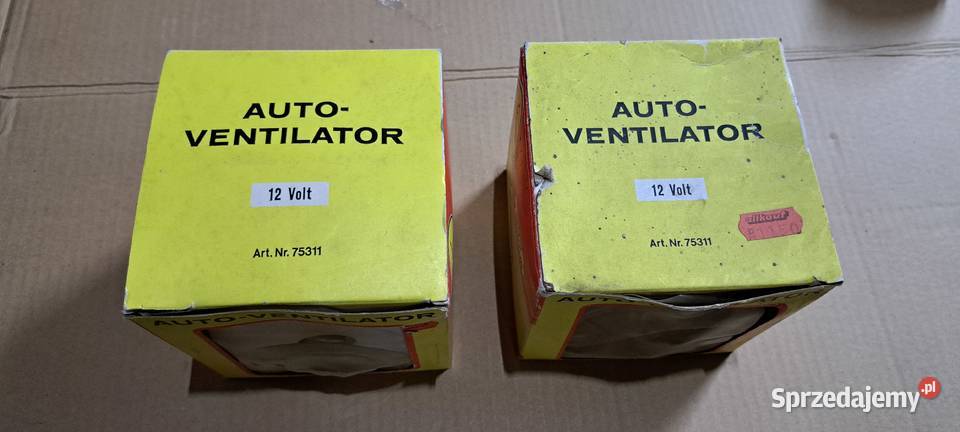 AUTO-
VENTILATOR
12 Volt
Art. Nr. 75311
AUTO-VENTILATOR
AUTO-
VENTILATOR
12 Volt
Art. Nr. 75311
Sprzedajemy.pl